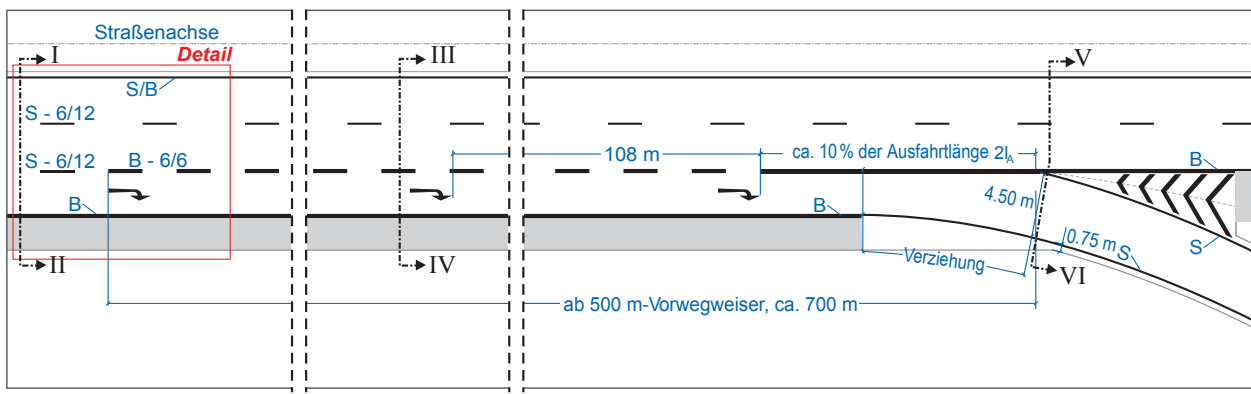 Straßenachse
Detail
I
III
V
S/B
S - 6/12
S - 6/12
B - 6/6
108 m
ca. 10% der Ausfahrtlänge 2lA
B
B
B
4.50 m
0.75 m
S
S
Verziehung
II
IV
VI
ab 500 m-Vorwegweiser, ca. 700 m